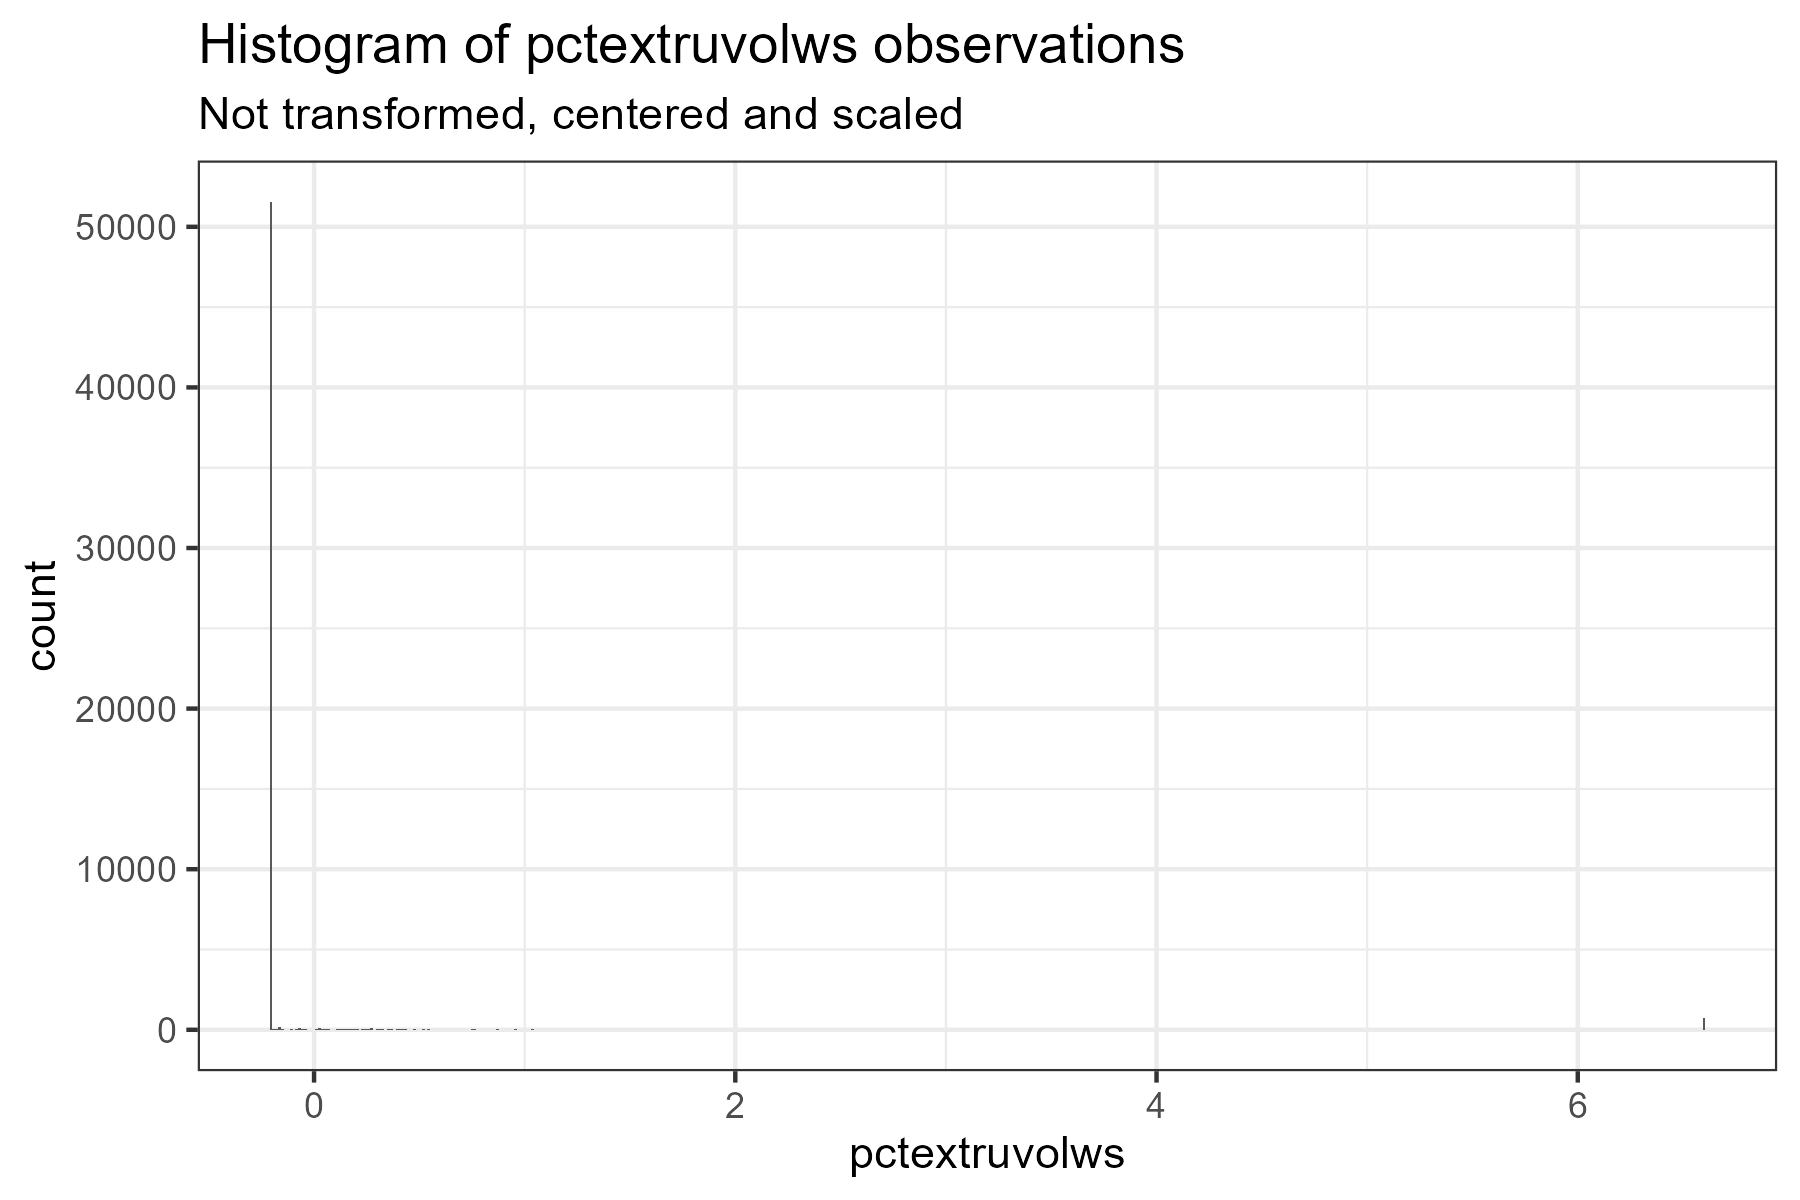 Histogram of pctextruvolws observations
Not transformed, centered and scaled
50000
40000
30000
20000
10000
0
count
0 2 4 6
pctextruvolws